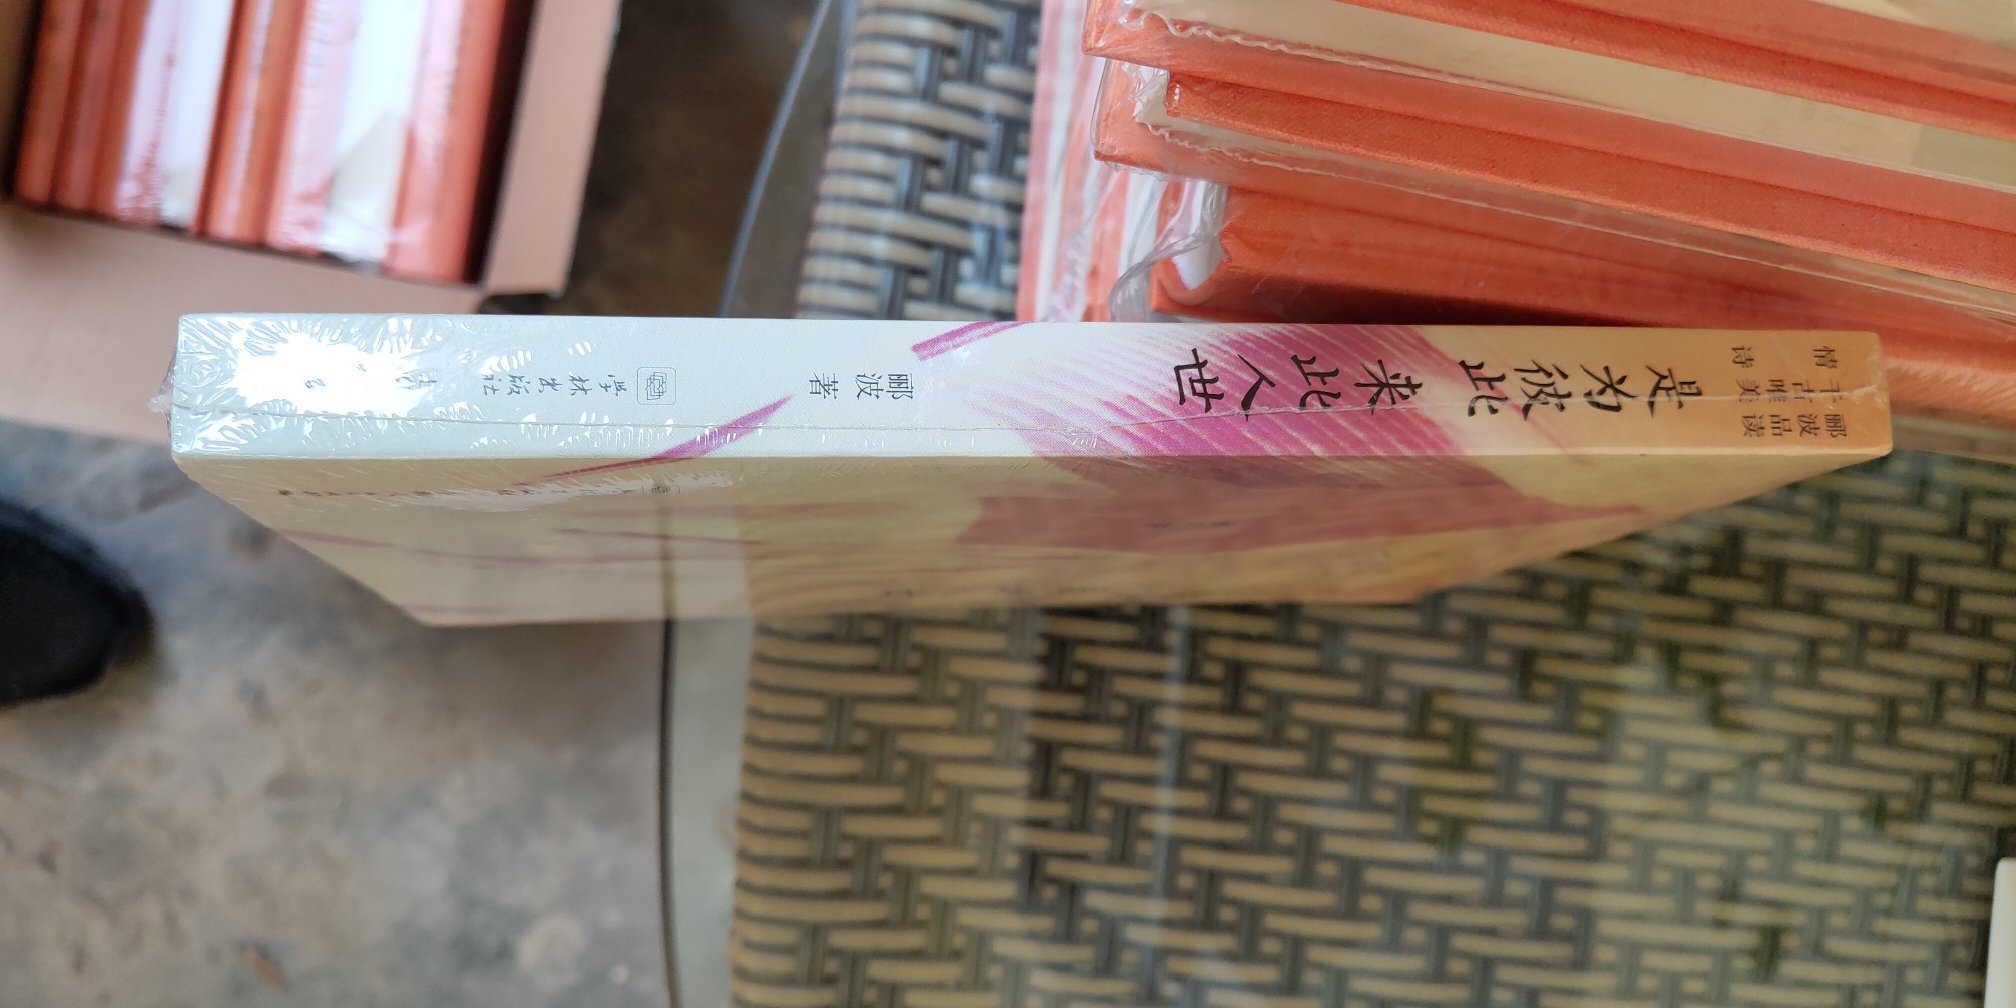 郦波品读
千古唯美
情诗
是为彼此
来此人世
郦波 著
学林出版社